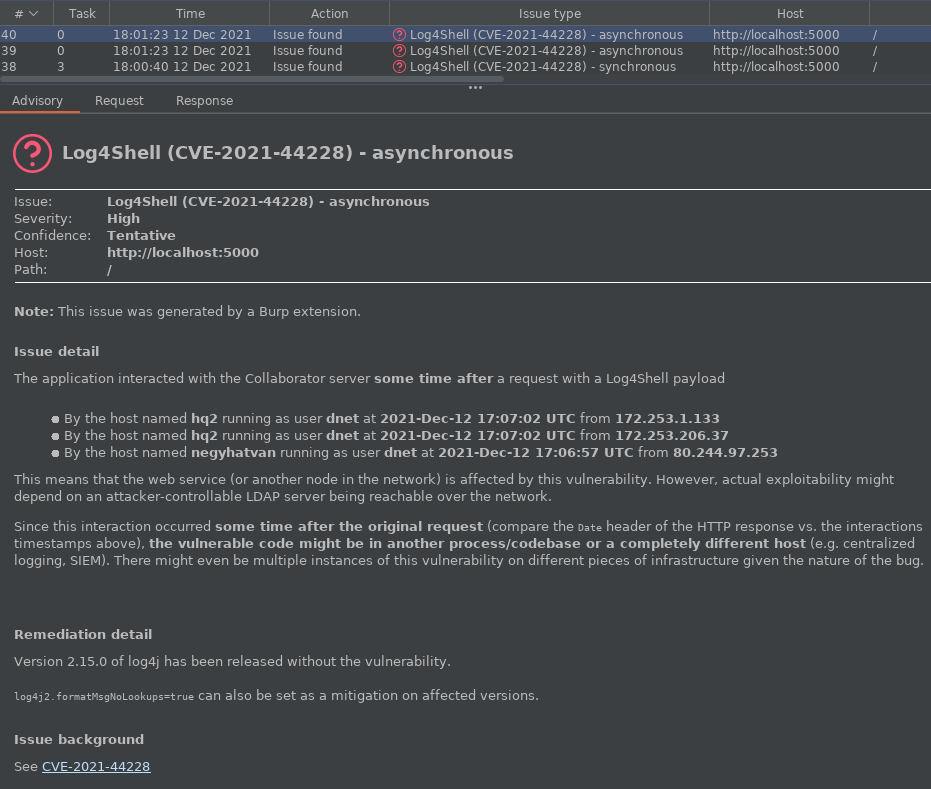 # Task Time Action Issue type Host
40 0 18:01:23 12 Dec 2021 Issue found Log4Shell (CVE-2021-44228) - asynchronous http://localhost:5000 /
39 0 18:01:23 12 Dec 2021 Issue found Log4Shell (CVE-2021-44228) - asynchronous http://localhost:5000 /
38 3 18:00:40 12 Dec 2021 Issue found Log4Shell (CVE-2021-44228) - synchronous http://localhost:5000 /
Advisory Request Response
Log4Shell (CVE-2021-44228) - asynchronous
Issue: Log4Shell (CVE-2021-44228) - asynchronous
Severity: High
Confidence: Tentative
Host: http://localhost:5000
Path: /
Note: This issue was generated by a Burp extension.
Issue detail
The application interacted with the Collaborator server some time after a request with a Log4Shell payload
● By the host named hq2 running as user dnet at 2021-Dec-12 17:07:02 UTC from 172.253.1.133
● By the host named hq2 running as user dnet at 2021-Dec-12 17:07:02 UTC from 172.253.206.37
● By the host named negyhatvan running as user dnet at 2021-Dec-12 17:06:57 UTC from 80.244.97.253
This means that the web service (or another node in the network) is affected by this vulnerability. However, actual exploitability might
depend on an attacker-controllable LDAP server being reachable over the network.
Since this interaction occurred some time after the original request (compare the Date header of the HTTP response vs. the interactions
timestamps above), the vulnerable code might be in another process/codebase or a completely different host (e.g. centralized
logging, SIEM). There might even be multiple instances of this vulnerability on different pieces of infrastructure given the nature of the bug.
Remediation detail
Version 2.15.0 of log4j has been released without the vulnerability.
log4j2.formatMsgNoLookups=true can also be set as a mitigation on affected versions.
Issue background
See CVE-2021-44228